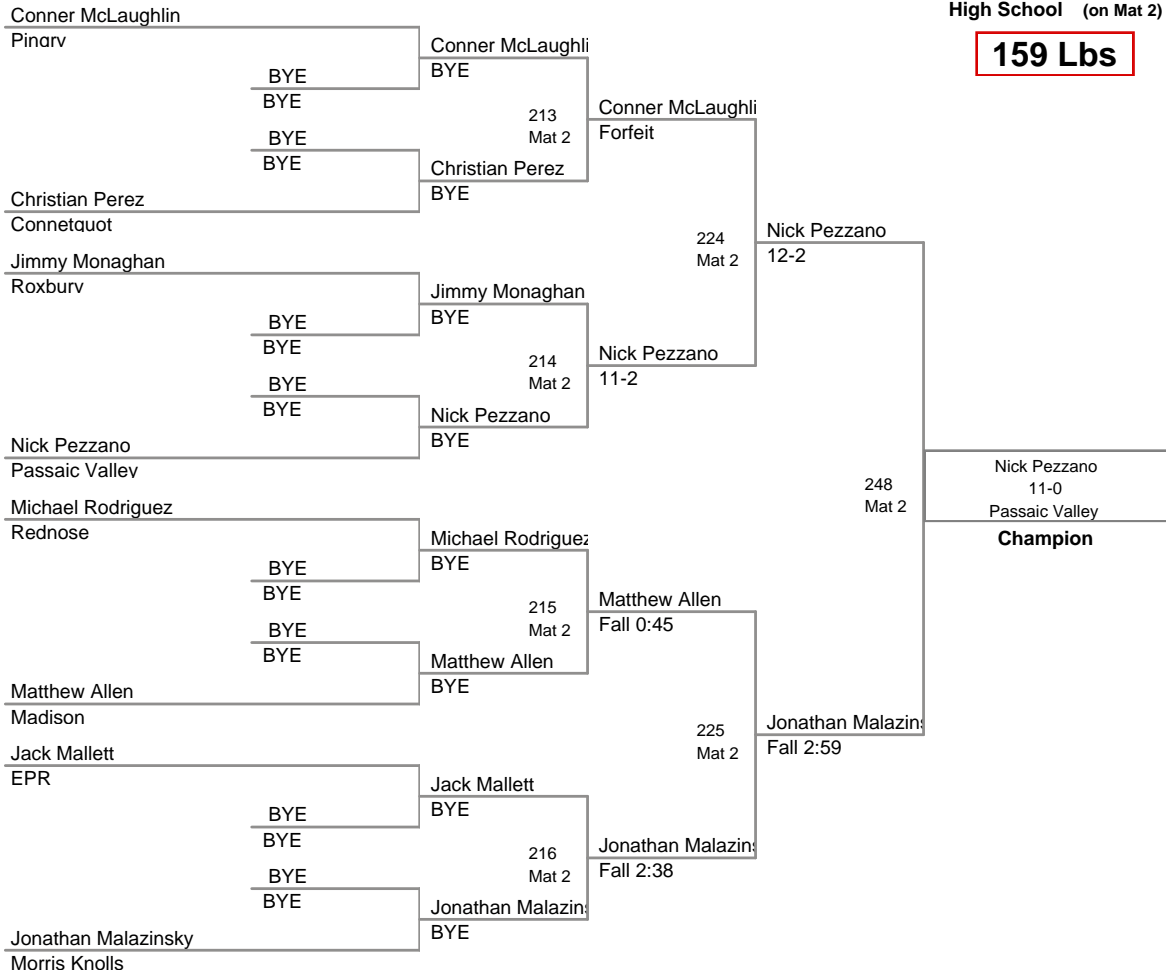 High School (on Mat 2)
159 Lbs
Conner McLaughlin
Pingry
BYE
BYE
BYE
BYE
Christian Perez
Connetquot
Jimmy Monaghan
Roxbury
BYE
BYE
BYE
BYE
Nick Pezzano
Passaic Valley
Michael Rodriguez
Rednose
BYE
BYE
BYE
BYE
Matthew Allen
Madison
Jack Mallett
EPR
BYE
BYE
BYE
BYE
Jonathan Malazinsky
Morris Knolls
Conner McLaughli
BYE
213
Mat 2
Christian Perez
BYE
Jimmy Monaghan
BYE
214
Mat 2
Nick Pezzano
BYE
Michael Rodriguez
BYE
215
Mat 2
Matthew Allen
BYE
Jack Mallett
BYE
216
Mat 2
Jonathan Malazins
BYE
Conner McLaughli
Forfeit
224
Mat 2
Nick Pezzano
11-2
Matthew Allen
Fall 0:45
225
Mat 2
Jonathan Malazins
Fall 2:38
Nick Pezzano
12-2
248
Mat 2
Jonathan Malazins
Fall 2:59
Nick Pezzano
11-0
Passaic Valley
Champion